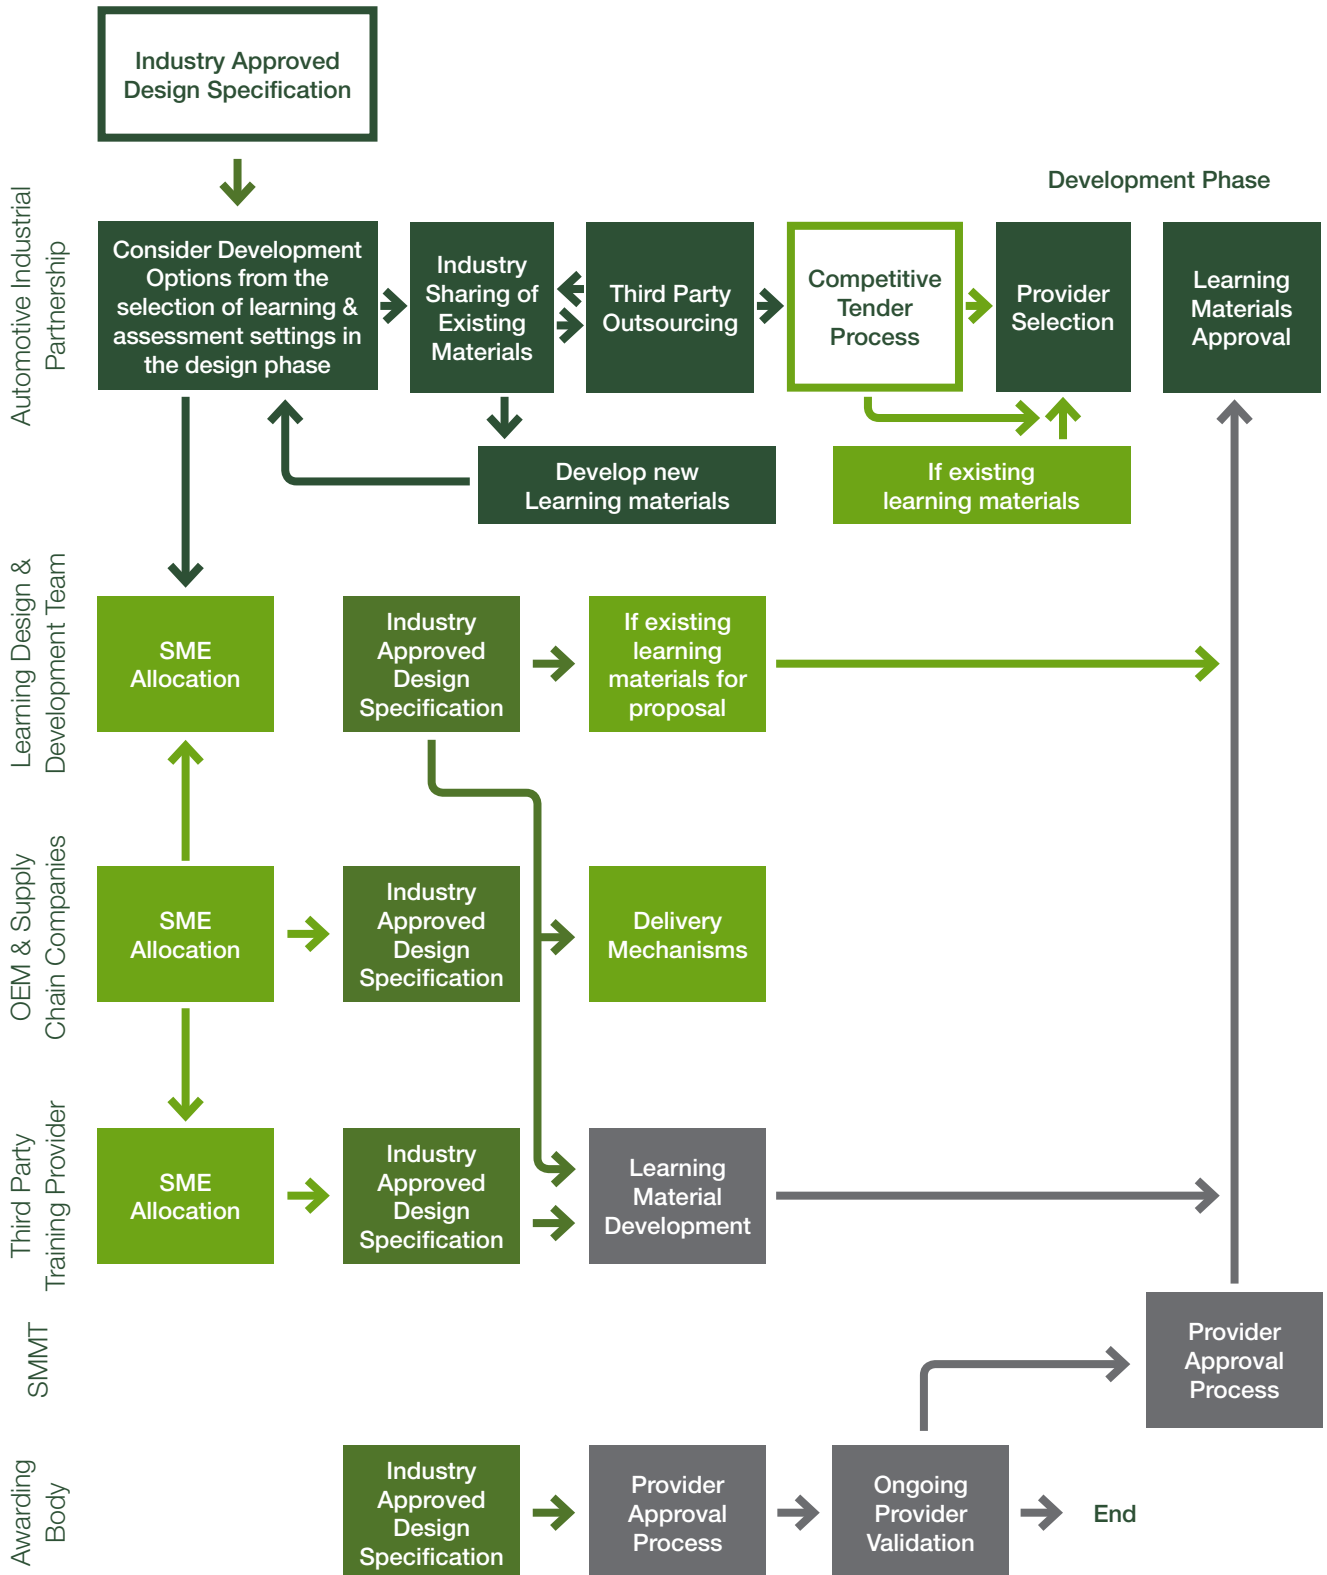 Industry Approved
Design Specification
Development Phase
Automotive Industrial
Partnership
Consider Development
Options from the
selection of learning &
assessment settings in
the design phase
Industry
Sharing of
Existing
Materials
Third Party
Outsourcing
Competitive
Tender
Process
Provider
Selection
Learning
Materials
Approval
Develop new
Learning materials
If existing
learning materials
Learning Design &
Development Team
SME
Allocation
Industry
Approved
Design
Specification
If existing
learning
materials for
proposal
OEM & Supply
Chain Companies
SME
Allocation
Industry
Approved
Design
Specification
Delivery
Mechanisms
Third Party
Training Provider
SME
Allocation
Industry
Approved
Design
Specification
Learning
Material
Development
SMMT
Provider
Approval
Process
Awarding
Body
Industry
Approved
Design
Specification
Provider
Approval
Process
Ongoing
Provider
Validation
End